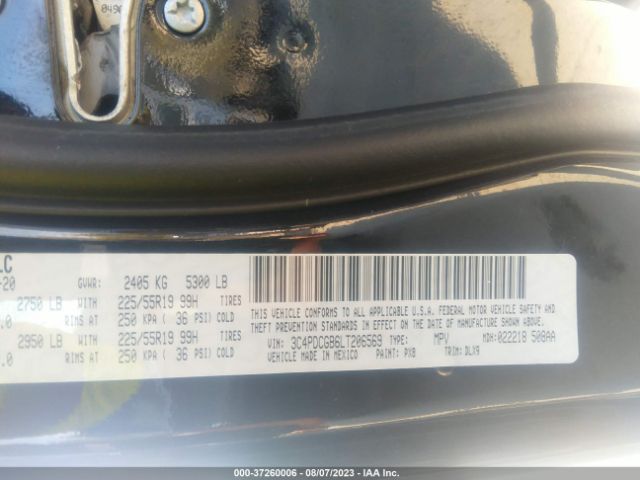 LC
-20
GVWR: 2405 KG 5300 LB
2750 LB WITH 225/55R19 99H TIRES
.0 RIMS AT 250 KPA ( 36 PSI) COLD
2950 LB WITH 225/55R19 99H TIRES
.0 RIMS AT 250 KPA ( 36 PSI) COLD
THIS VEHICLE CONFORMS TO ALL APPLICABLE U.S.A. FEDERAL MOTOR VEHICLE SAFETY AND
THEFT PREVENTION STANDARDS IN EFFECT ON THE DATE OF MANUFACTURE SHOWN ABOVE.
VIN: 3C4PDCGB6LT206569 TYPE: MPV MDH: 022218 508AA
VEHICLE MADE IN MEXICO PAINT: PX8 TRIM: DLX9
000-37260006 - 08/07/2023 - IAA Inc.